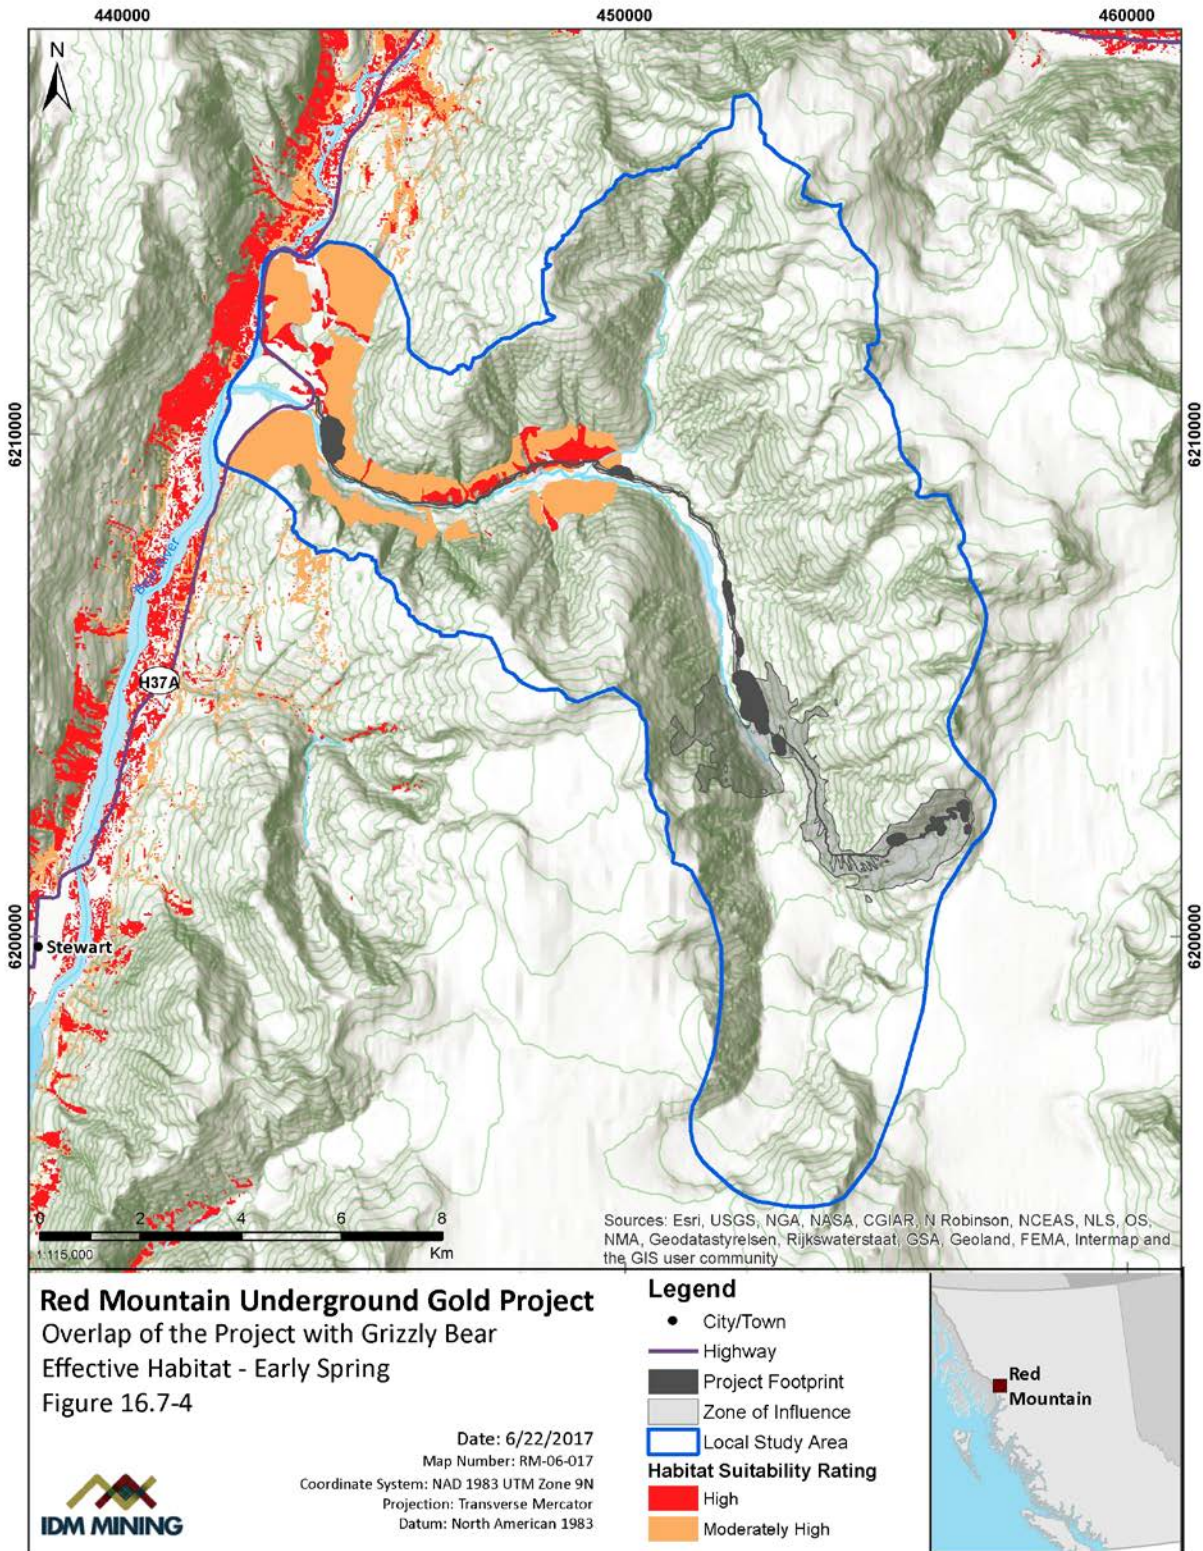 440000
450000
460000
N
6210000
6210000
Bear River
H37A
6200000
6200000
Stewart
0 2 4 6 8
1:115,000
Km
Sources: Esri, USGS, NGA, NASA, CGIAR, N Robinson, NCEAS, NLS, OS,
NMA, Geodatastyrelsen, Rijkswaterstaat, GSA, Geoland, FEMA, Intermap and
the GIS user community
Red Mountain Underground Gold Project
Overlap of the Project with Grizzly Bear
Effective Habitat - Early Spring
Figure 16.7-4
Date: 6/22/2017
Map Number: RM-06-017
Coordinate System: NAD 1983 UTM Zone 9N
Projection: Transverse Mercator
Datum: North American 1983
IDM MINING
Legend
City/Town
Highway
Project Footprint
Zone of Influence
Local Study Area
Habitat Suitability Rating
High
Moderately High
Red
Mountain